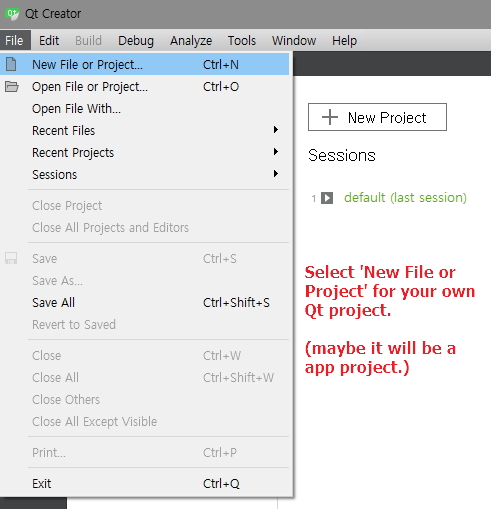 Qt Creator
File Edit Build Debug Analyze Tools Window Help
New File or Project... Ctrl+N
Open File or Project... Ctrl+O
Open File With...
Recent Files
Recent Projects
Sessions
Close Project
Close All Projects and Editors
Save Ctrl+S
Save As...
Save All Ctrl+Shift+S
Revert to Saved
Close Ctrl+W
Close All Ctrl+Shift+W
Close Others
Close All Except Visible
Print... Ctrl+P
Exit Ctrl+Q
New Project
Sessions
1 default (last session)
Select 'New File or
Project' for your own
Qt project.
(maybe it will be a
app project.)